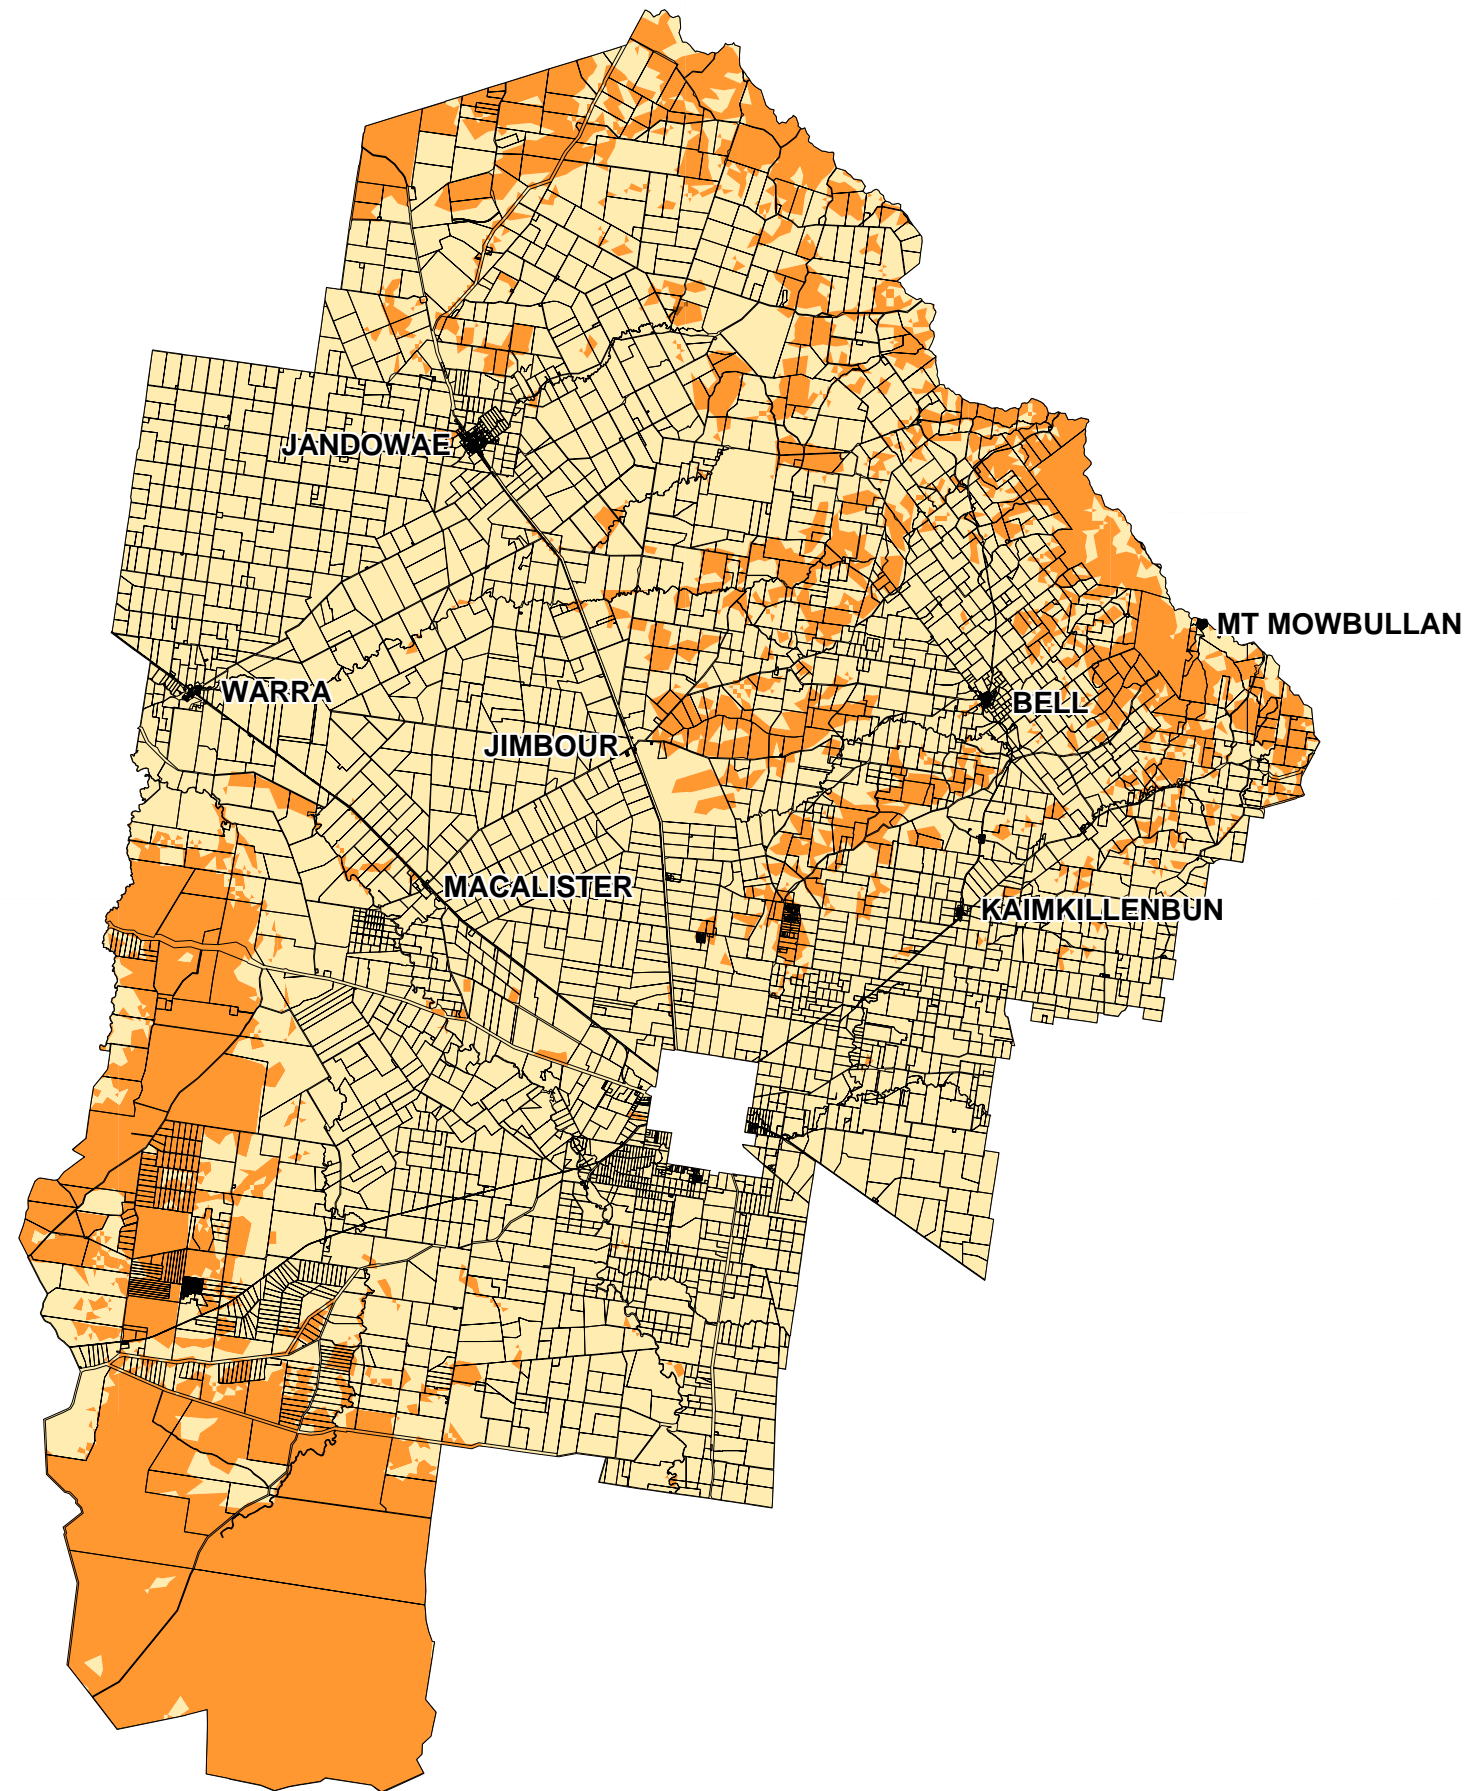 JANDOWAE
MT MOWBULLAN
WARRA
BELL
JIMBOUR
MACALISTER
KAIMKILLENBUN